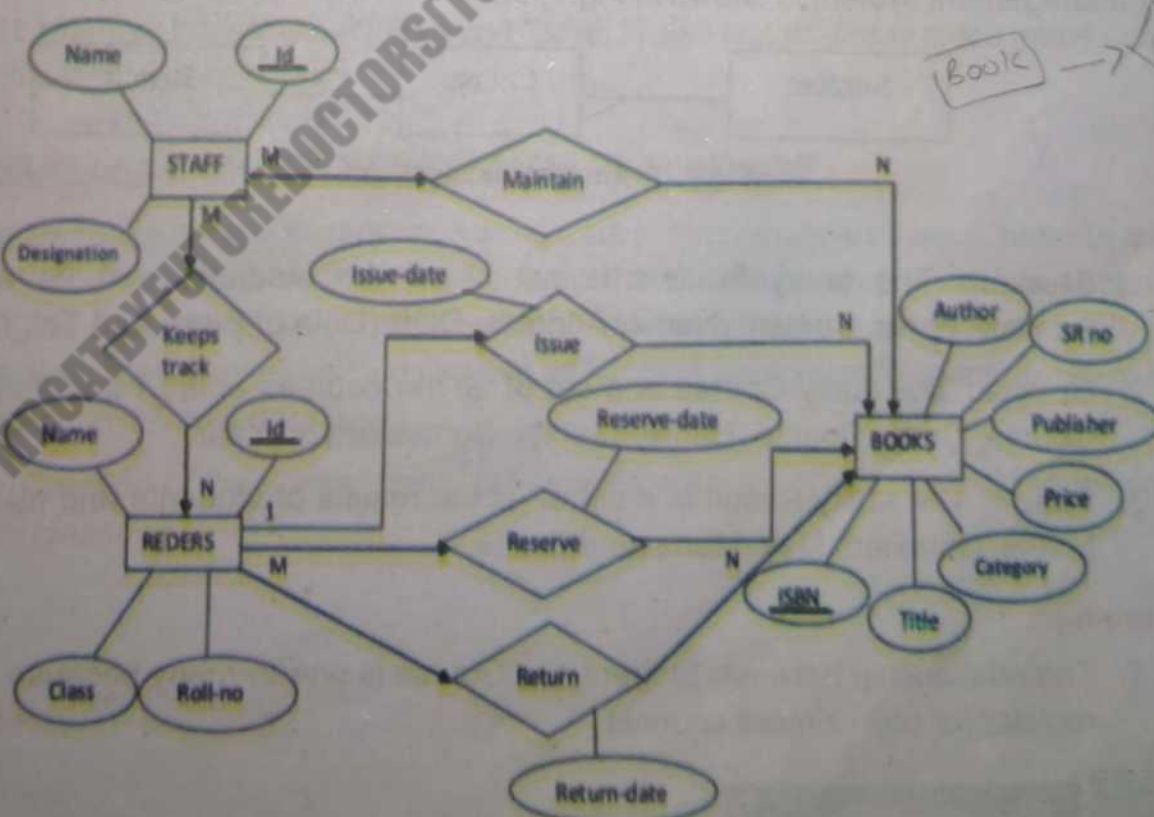 Name
Id
Book
STAFF
M
Maintain
N
M
Designation
Issue-date
Keeps
track
Issue
N
Author
SR no
Name
Id
Reserve-date
Publisher
BOOKS
N
1
Price
REDERS
Reserve
M
N
Category
ISBN
Title
Class
Roll-no
Return
Return-date